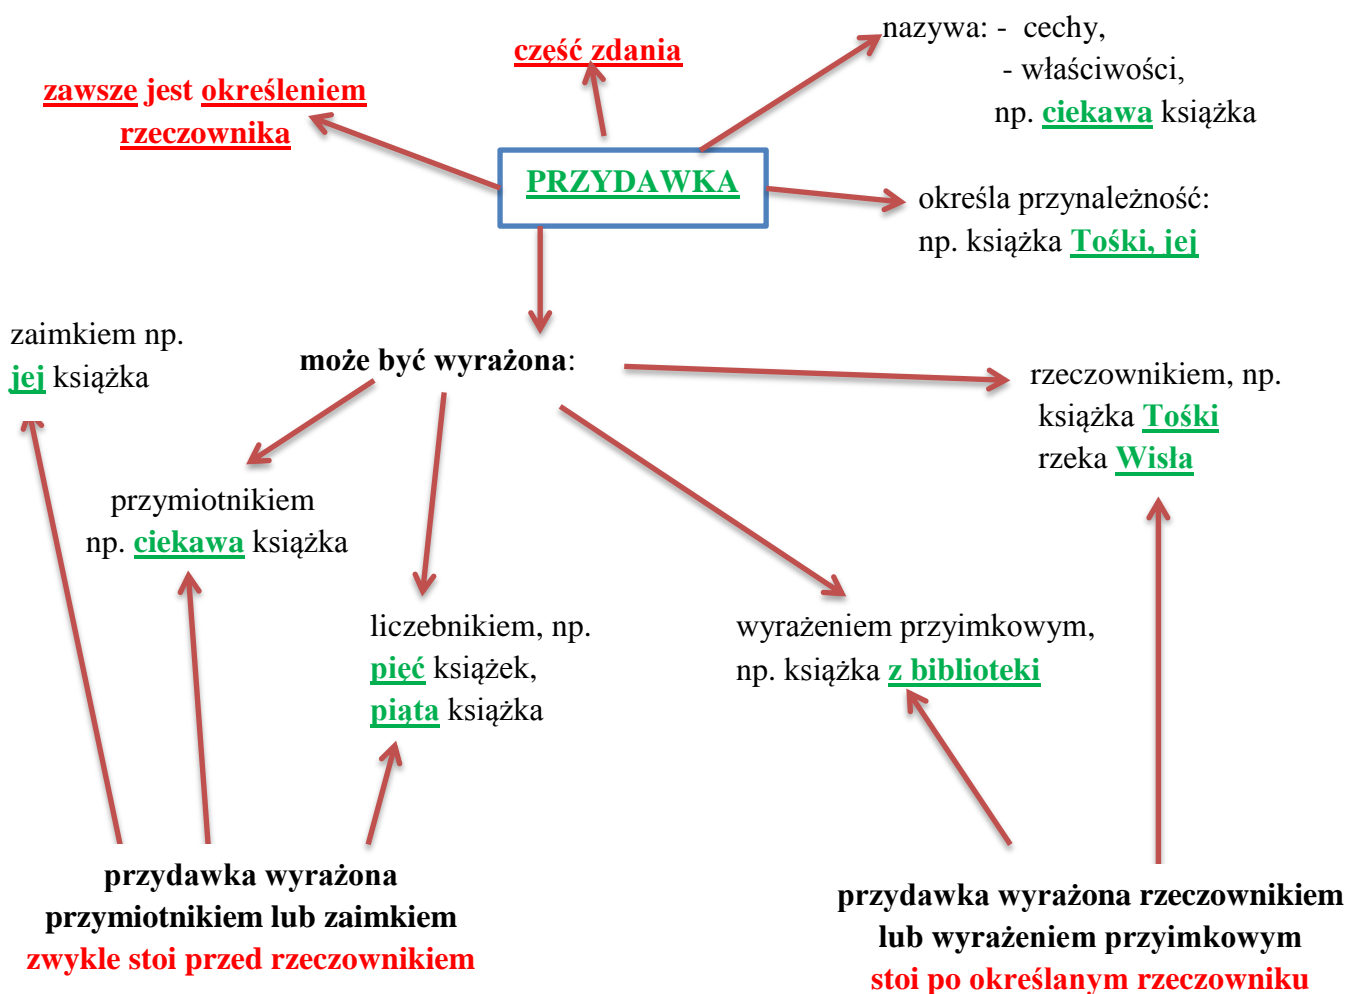 część zdania
nazywa: - cechy,
- właściwości,
np. ciekawa książka
zawsze jest określeniem
rzeczownika
PRZYDAWKA
określa przynależność:
np. książka Tośki, jej
zaimkiem np.
jej książka
może być wyrażona:
rzeczownikiem, np.
książka Tośki
rzeka Wisła
przymiotnikiem
np. ciekawa książka
liczebnikiem, np.
pięć książek,
piąta książka
wyrażeniem przyimkowym,
np. książka z biblioteki
przydawka wyrażona
przymiotnikiem lub zaimkiem
zwykle stoi przed rzeczownikiem
przydawka wyrażona rzeczownikiem
lub wyrażeniem przyimkowym
stoi po określanym rzeczowniku